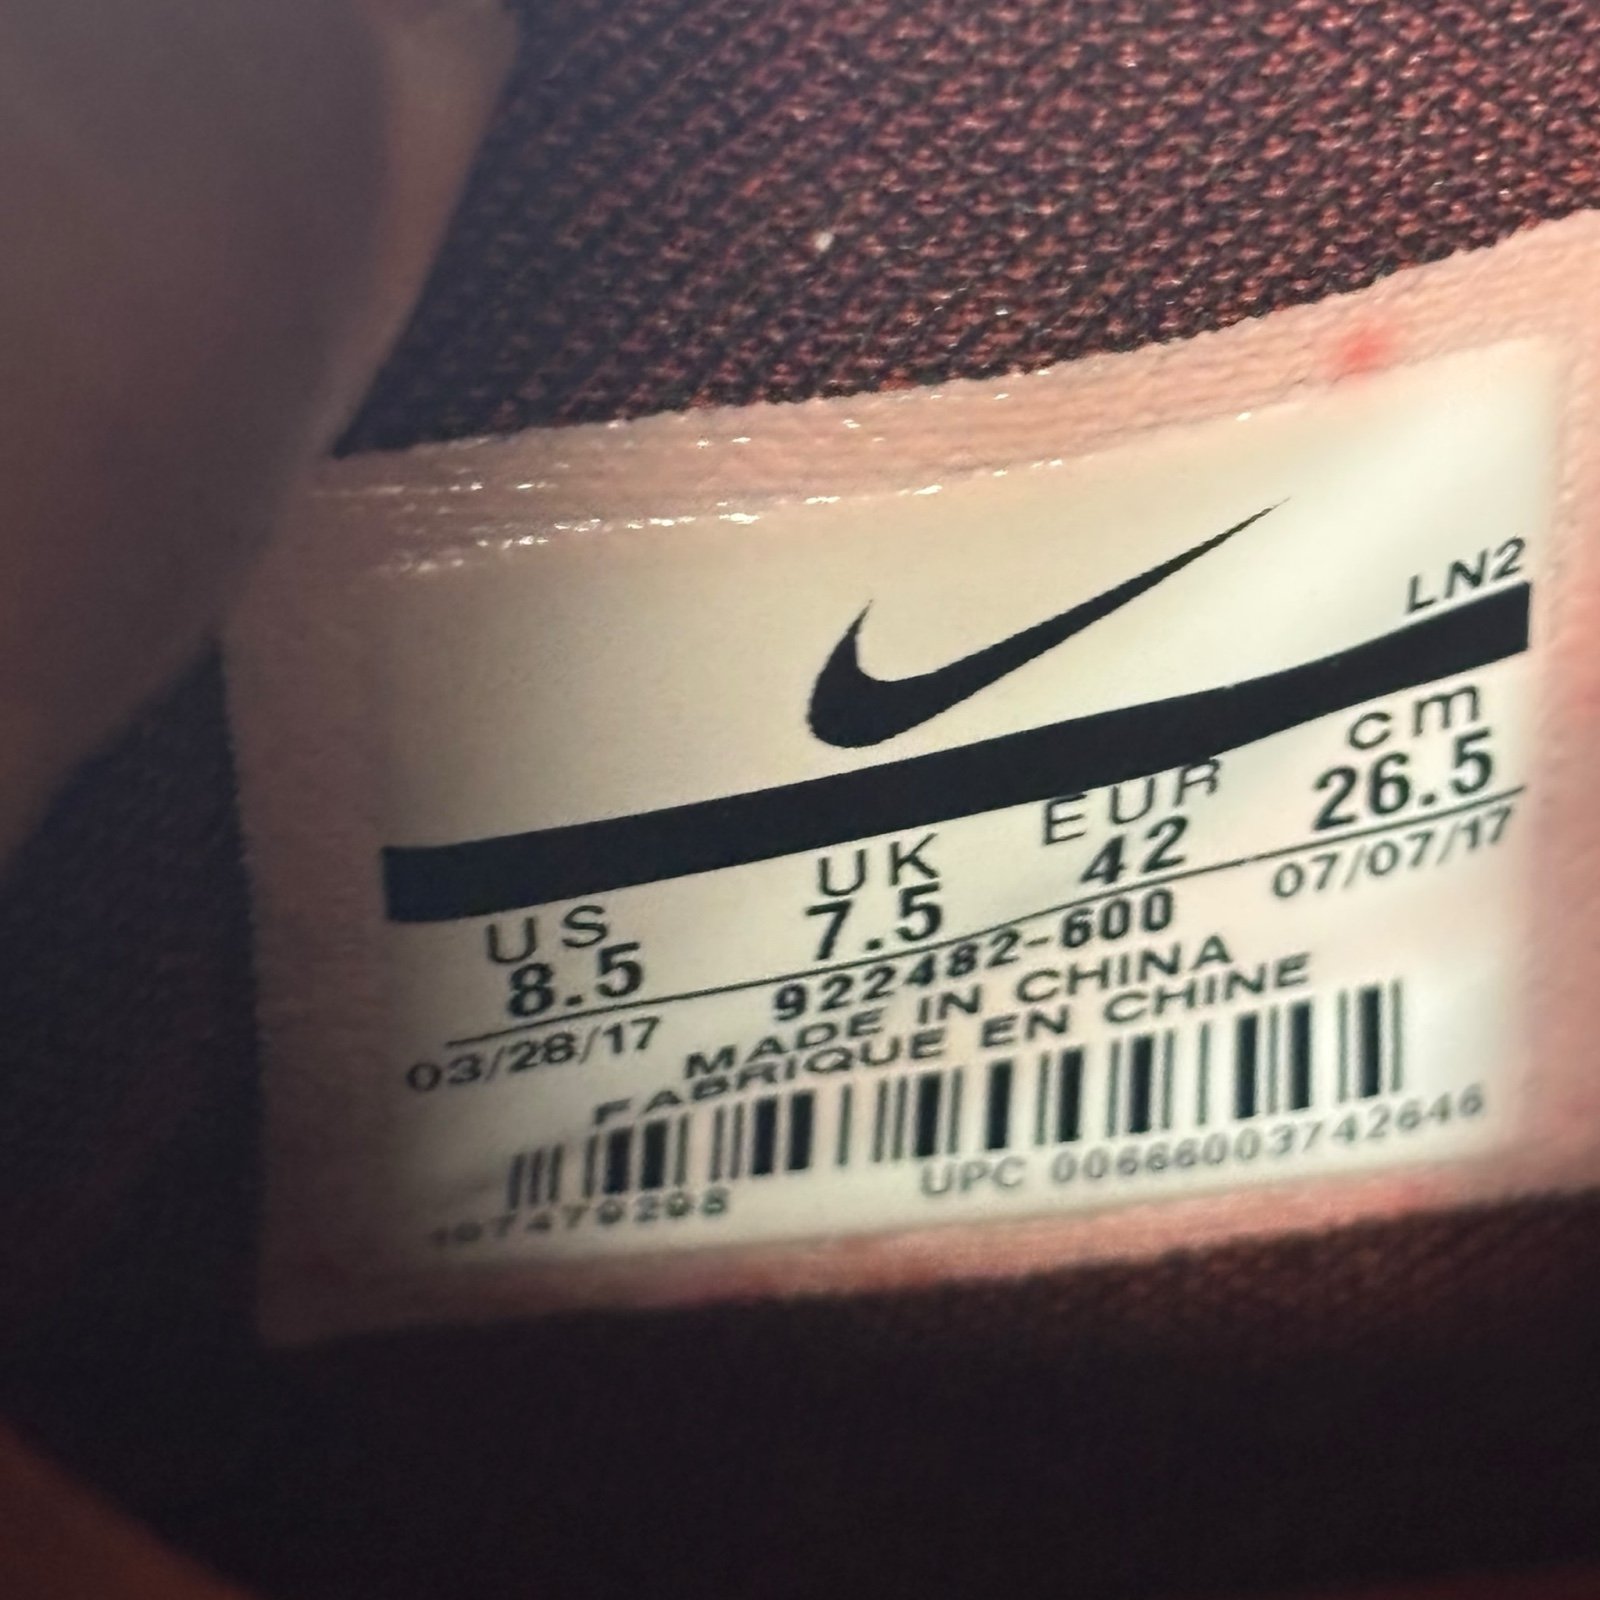 LN2
US UK EUR cm
8.5 7.5 42 26.5
03/28/17 922482-600 07/07/17
MADE IN CHINA
FABRIQUE EN CHINE
UPC 00666003742646